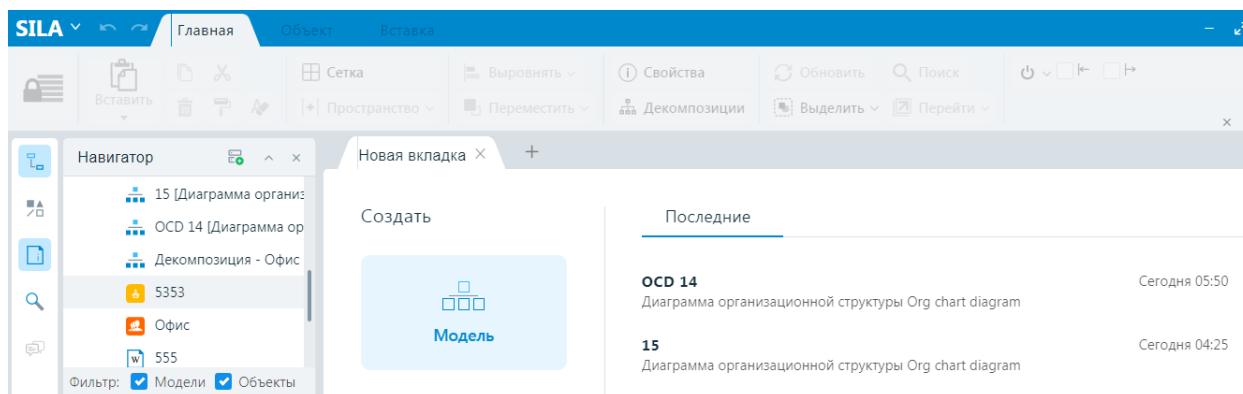 SILA Главная Объект Вставка
Сетка Выровнять Свойства Обновить Поиск
Вставить Пространство Переместить Декомпозиции Выделить Перейти
Навигатор
Новая вкладка
15 [Диаграмма организ
OCD 14 [Диаграмма ор
Декомпозиция - Офис
5353
Офис
555
Фильтр: Модели Объекты
Создать
Модель
Последние
OCD 14 Сегодня 05:50
Диаграмма организационной структуры Org chart diagram
15 Сегодня 04:25
Диаграмма организационной структуры Org chart diagram